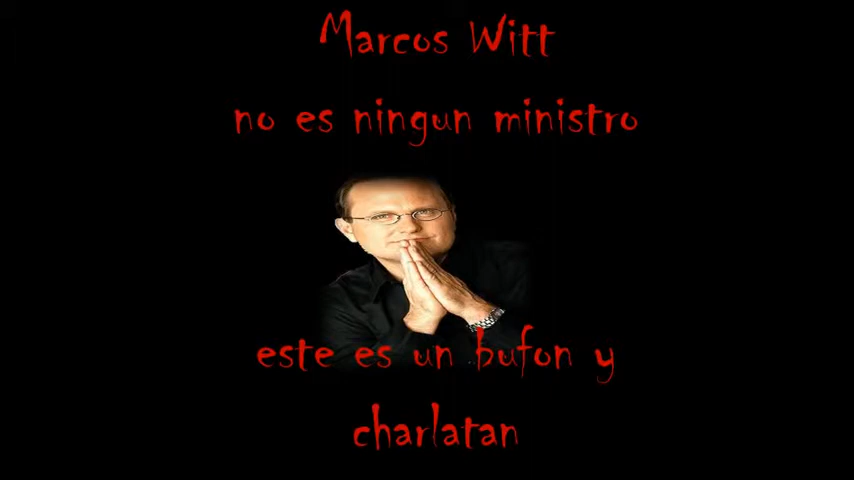 Marcos Witt
no es ningun ministro
este es un bufon y
charlatan